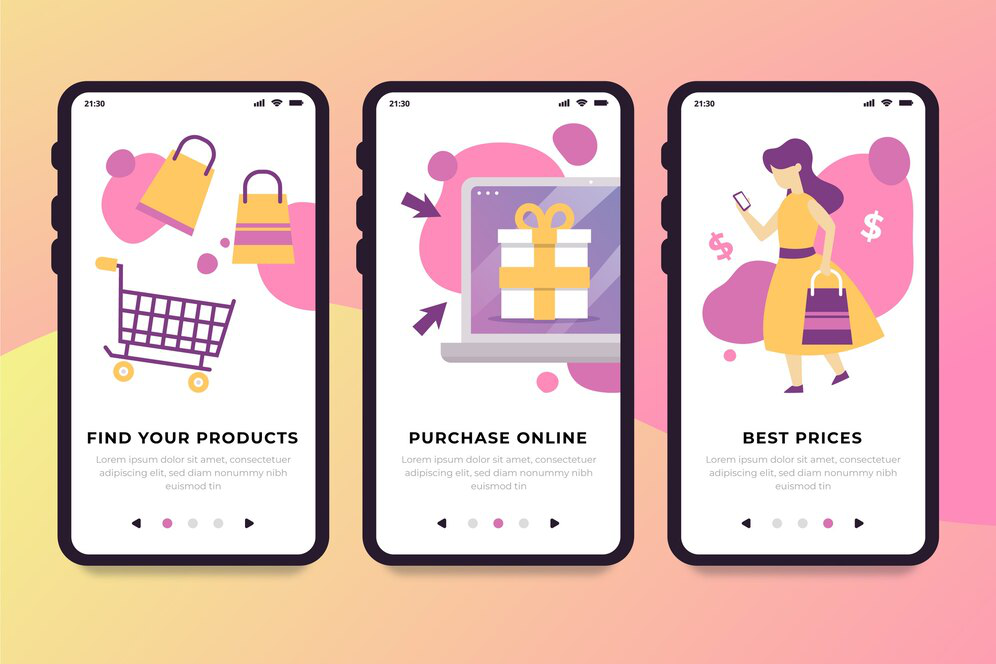 21:30
FIND YOUR PRODUCTS
Lorem ipsum dolor sit amet, consectetuer
adipiscing elit, sed diam nonummy nibh
euismod tin
21:30
PURCHASE ONLINE
Lorem ipsum dolor sit amet, consectetuer
adipiscing elit, sed diam nonummy nibh
euismod tin
21:30
$
$
BEST PRICES
Lorem ipsum dolor sit amet, consectetuer
adipiscing elit, sed diam nonummy nibh
euismod tin